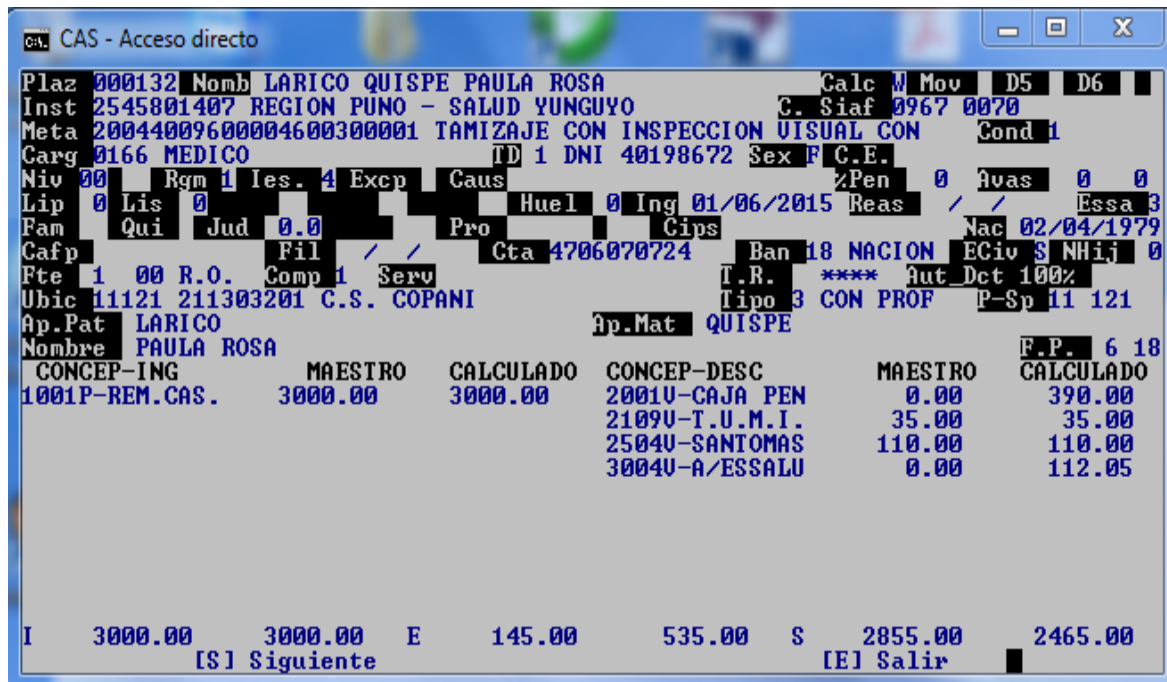 CAS - Acceso directo
Plaz 000132 Nomb LARICO QUISPE PAULA ROSA Calc W Mov D5 D6
Inst 2545801407 REGION PUNO - SALUD YUNGUYO C. Siaf 0967 0070
Meta 20044009600004600300001 TAMIZAJE CON INSPECCION VISUAL CON Cond 1
Carg 0166 MEDICO TD 1 DNI 40198672 Sex F C.E.
Niv 00 Rgm 1 Ies. 4 Excp Caus %Pen 0 Avas 0 0
Lip 0 Lis 0 Huel 0 Ing 01/06/2015 Reas / / Essa 3
Fam Qui Jud 0.0 Pro Cips Nac 02/04/1979
Cafp Fil / / Cta 4706070724 Ban 18 NACION ECiv S NHij 0
Fte 1 00 R.O. Comp 1 Serv T.R. **** Aut_Dct 100%
Ubic 11121 211303201 C.S. COPANI Tipo 3 CON PROF P-Sp 11 121
Ap.Pat LARICO Ap.Mat QUISPE
Nombre PAULA ROSA F.P. 6 18
CONCEP-ING MAESTRO CALCULADO CONCEP-DESC MAESTRO CALCULADO
1001P-REM.CAS. 3000.00 3000.00 2001V-CAJA PEN 0.00 390.00
2109V-T.U.M.I. 35.00 35.00
2504V-SANTOMAS 110.00 110.00
3004V-A/ESSALU 0.00 112.05
I 3000.00 3000.00 E 145.00 535.00 S 2855.00 2465.00
[S] Siguiente [E] Salir